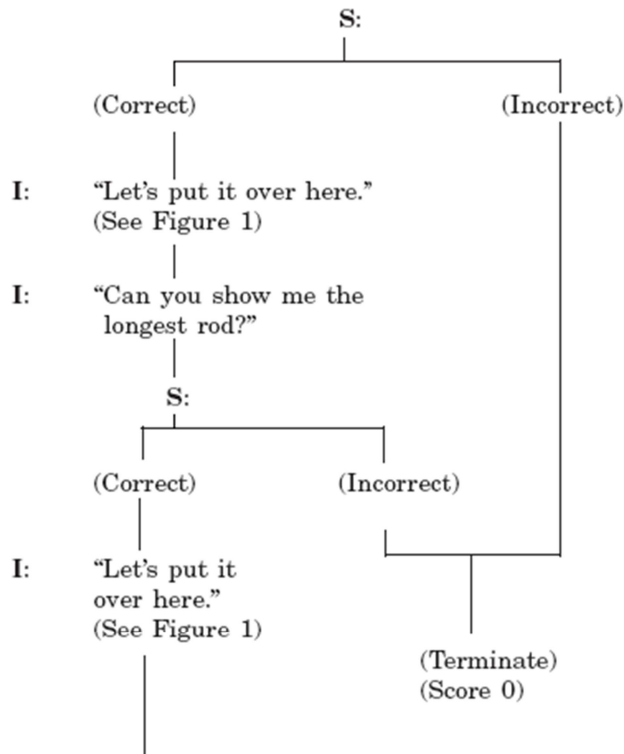 S:
(Correct) (Incorrect)
I: “Let's put it over here.”
(See Figure 1)
I: “Can you show me the
longest rod?”
S:
(Correct) (Incorrect)
I: “Let's put it
over here.”
(See Figure 1)
(Terminate)
(Score 0)